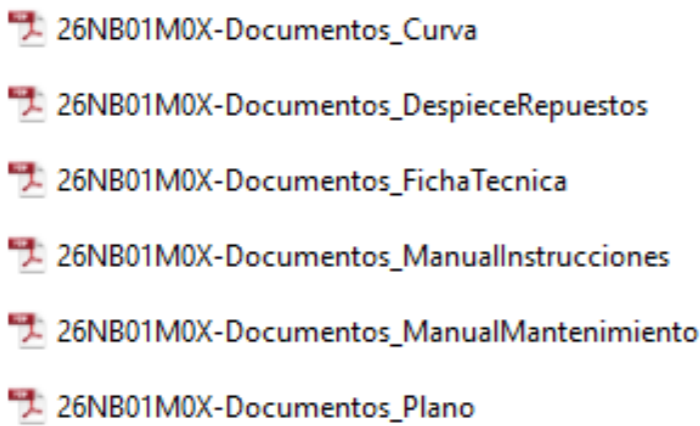 26NB01M0X-Documentos_Curva
26NB01M0X-Documentos_DespieceRepuestos
26NB01M0X-Documentos_FichaTecnica
26NB01M0X-Documentos_ManualInstrucciones
26NB01M0X-Documentos_ManualMantenimiento
26NB01M0X-Documentos_Plano